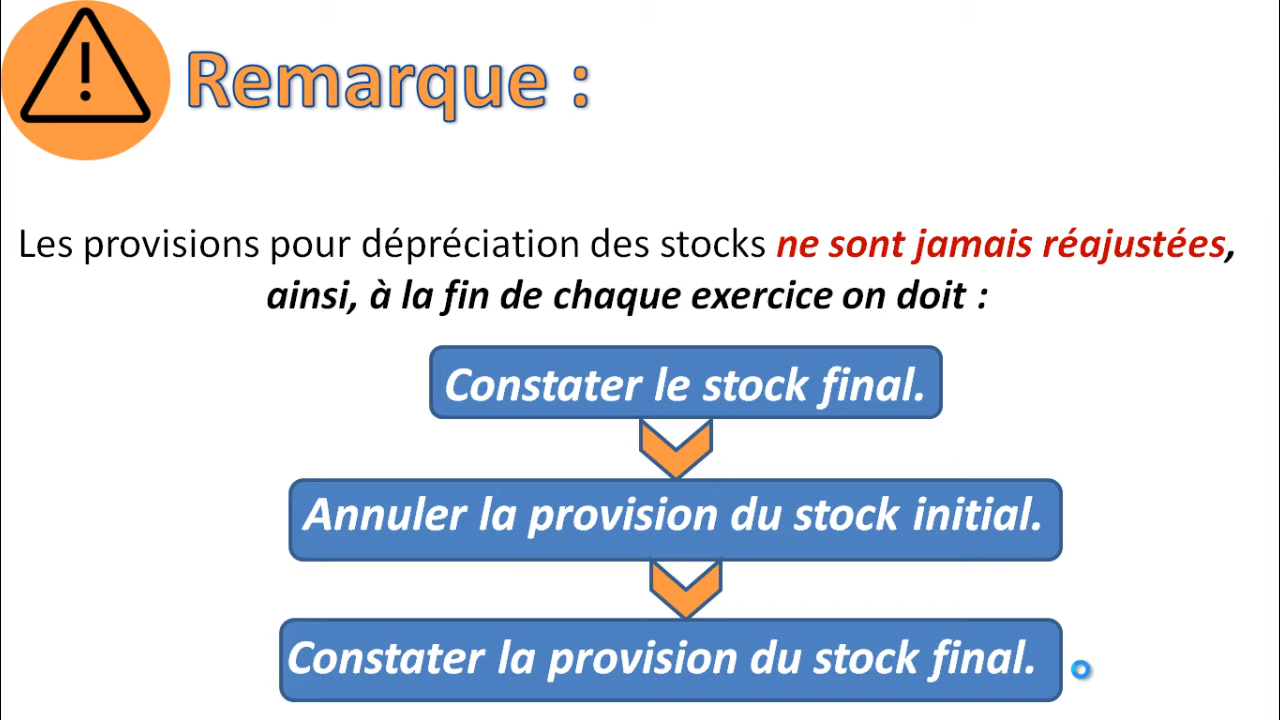 Remarque :
Les provisions pour dépréciation des stocks ne sont jamais réajustées,
ainsi, à la fin de chaque exercice on doit :
Constater le stock final.
Annuler la provision du stock initial.
Constater la provision du stock final.